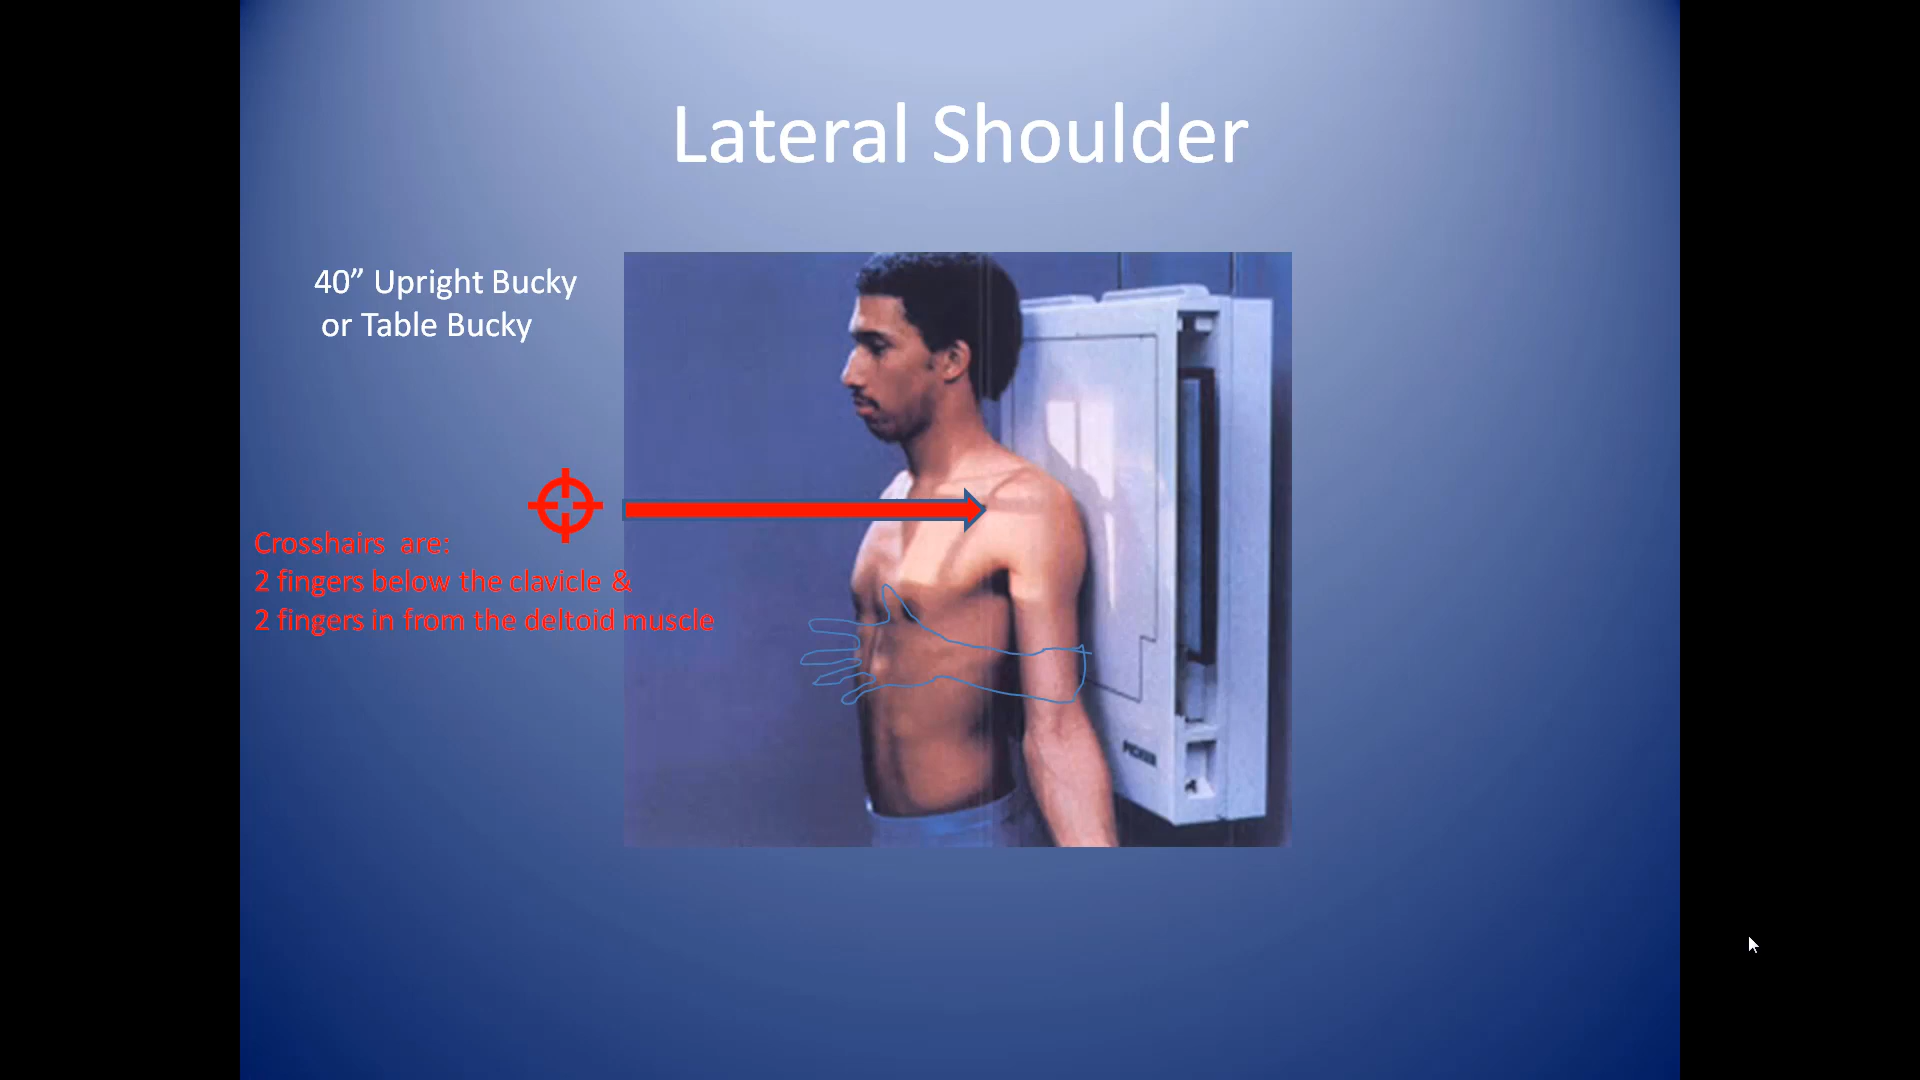 Lateral Shoulder
40” Upright Bucky
or Table Bucky
Crosshairs are:
2 fingers below the clavicle &
2 fingers in from the deltoid muscle
PICKER